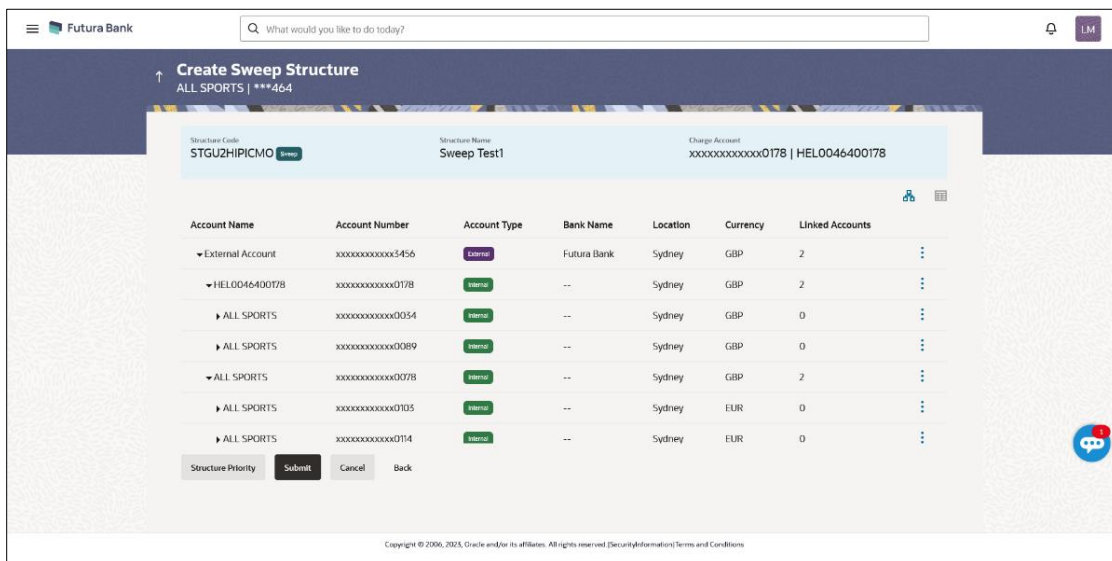 Futura Bank
What would you like to do today?
LM
Create Sweep Structure
ALL SPORTS | ***464
Structure Code
STGU2HIPICMO Sweep
Structure Name
Sweep Test1
Charge Account
xxxxxxxxxxxx0178 | HEL0046400178
Account Name Account Number Account Type Bank Name Location Currency Linked Accounts
External Account xxxxxxxxxxxx3456 External Futura Bank Sydney GBP 2
HEL0046400178 xxxxxxxxxxxx0178 Internal -- Sydney GBP 2
ALL SPORTS xxxxxxxxxxxx0034 Internal -- Sydney GBP 0
ALL SPORTS xxxxxxxxxxxx0089 Internal -- Sydney GBP 0
ALL SPORTS xxxxxxxxxxxx0078 Internal -- Sydney GBP 2
ALL SPORTS xxxxxxxxxxxx0103 Internal -- Sydney EUR 0
ALL SPORTS xxxxxxxxxxxx0114 Internal -- Sydney EUR 0
1
Structure Priority Submit Cancel Back
Copyright © 2006, 2023, Oracle and/or its affiliates. All rights reserved.|SecurityInformation|Terms and Conditions